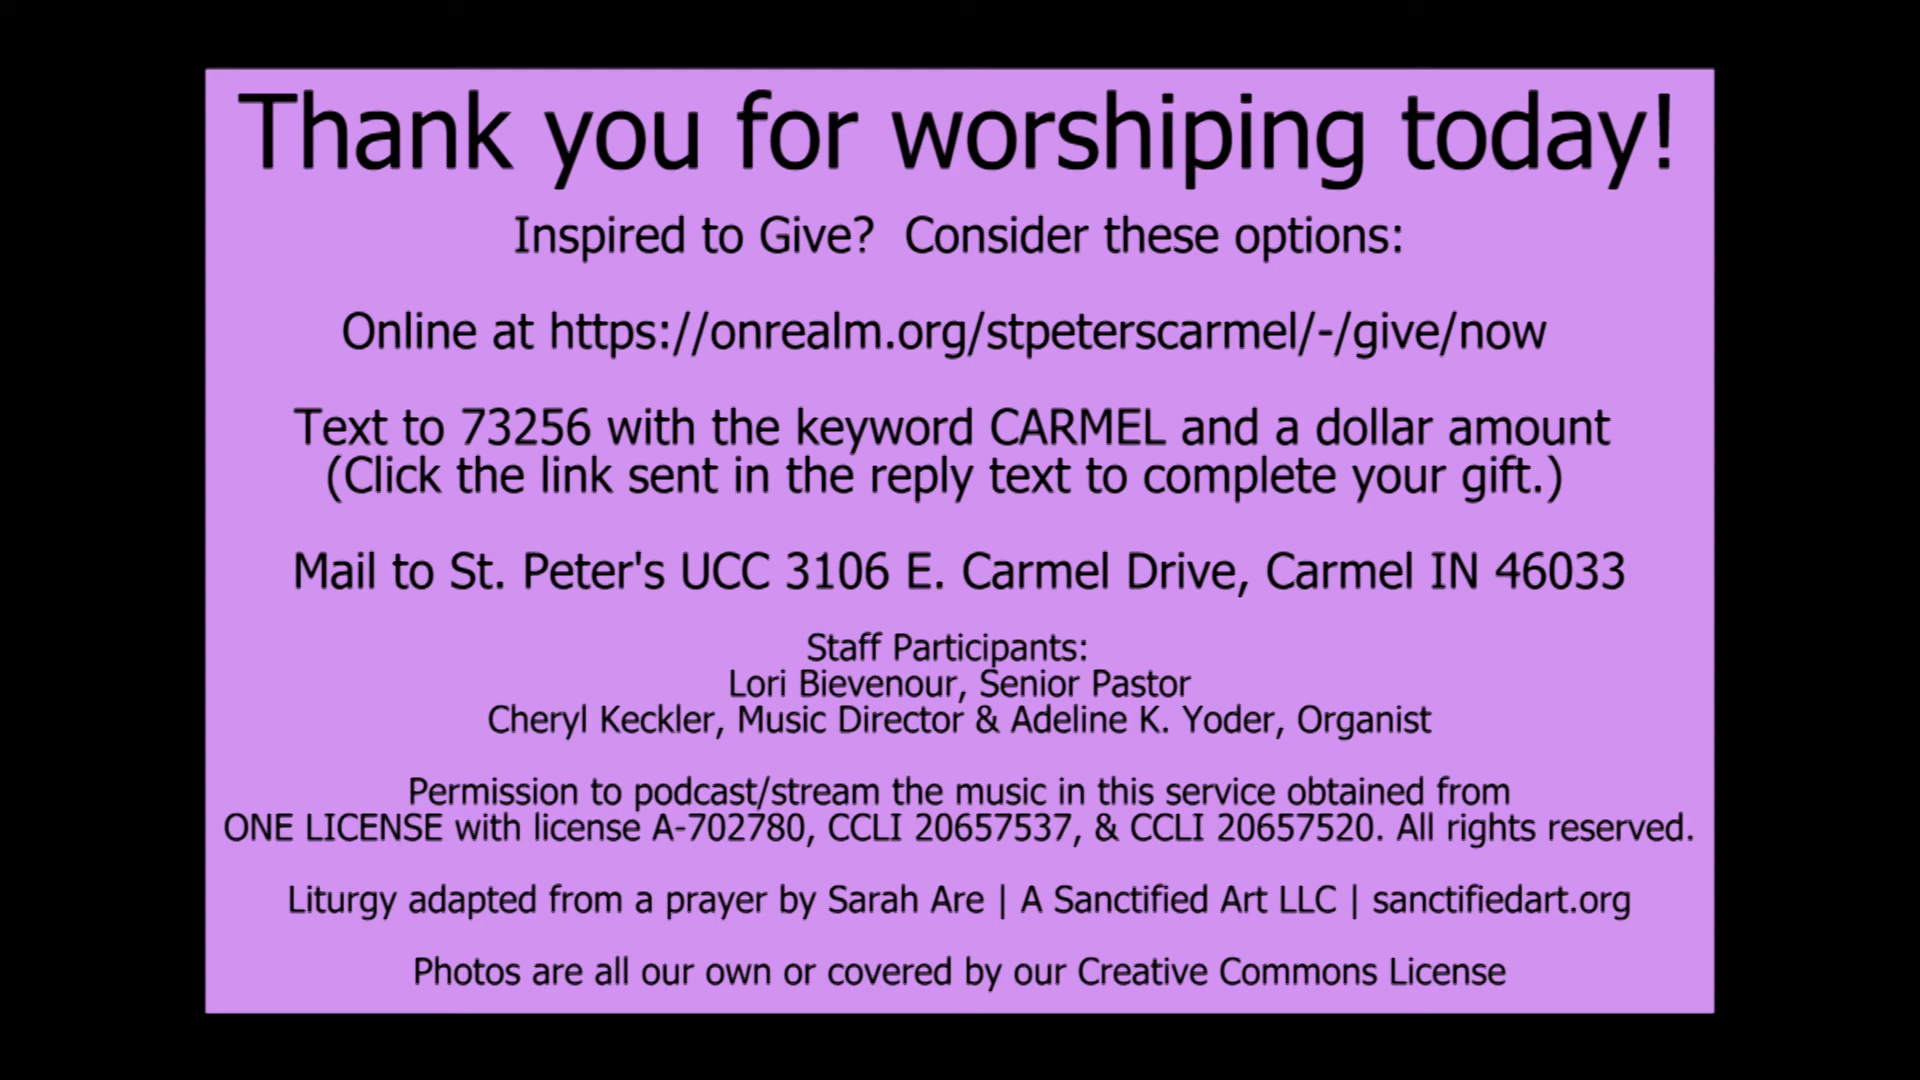 Thank you for worshiping today!
Inspired to Give?  Consider these options:
Online at https://onrealm.org/stpeterscarmel/-/give/now
Text to 73256 with the keyword CARMEL and a dollar amount
(Click the link sent in the reply text to complete your gift.)
Mail to St. Peter's UCC 3106 E. Carmel Drive, Carmel IN 46033
Staff Participants:
Lori Bievenour, Senior Pastor
Cheryl Keckler, Music Director & Adeline K. Yoder, Organist
Permission to podcast/stream the music in this service obtained from
ONE LICENSE with license A-702780, CCLI 20657537, & CCLI 20657520. All rights reserved.
Liturgy adapted from a prayer by Sarah Are | A Sanctified Art LLC | sanctifiedart.org
Photos are all our own or covered by our Creative Commons License